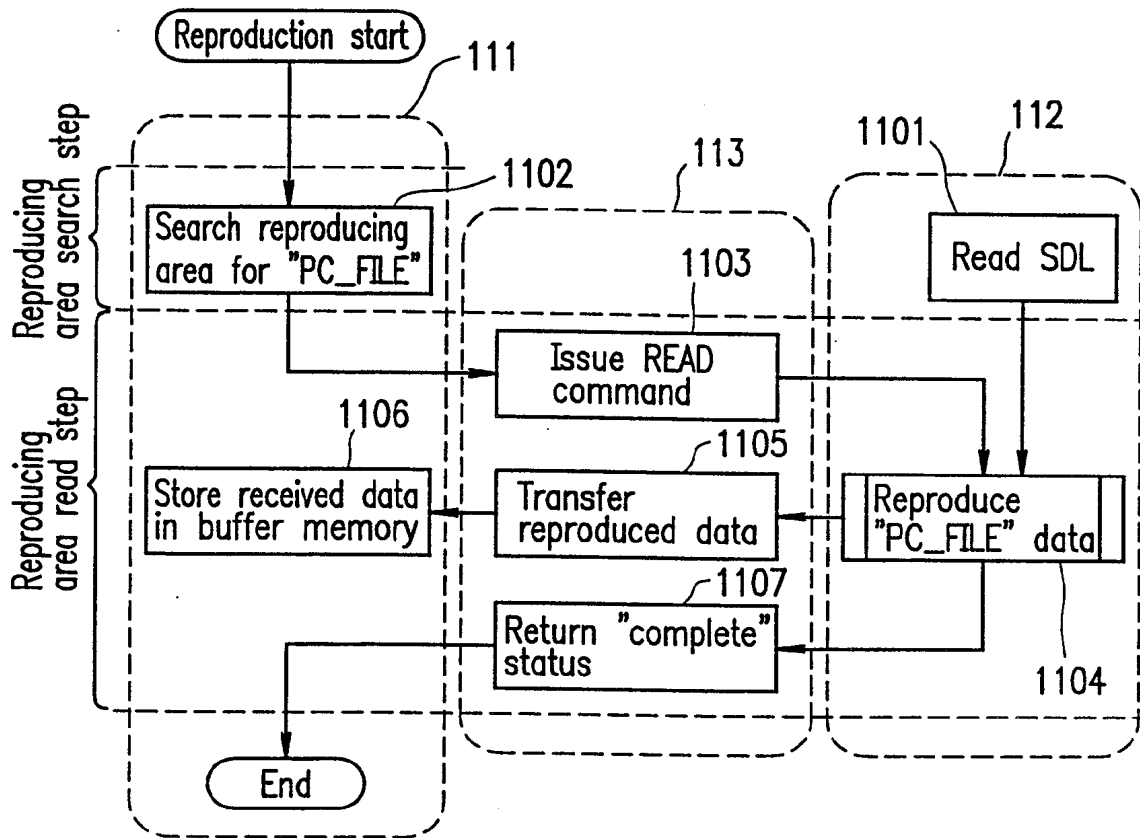 Reproduction start
111
112
113
1101
1102
Reproducing
area search step
Search reproducing
area for "PC_FILE"
Read SDL
1103
Issue READ
command
Reproducing
area read step
1106
1105
Store received data
in buffer memory
Transfer
reproduced data
Reproduce
"PC_FILE" data
1107
Return "complete"
status
1104
End